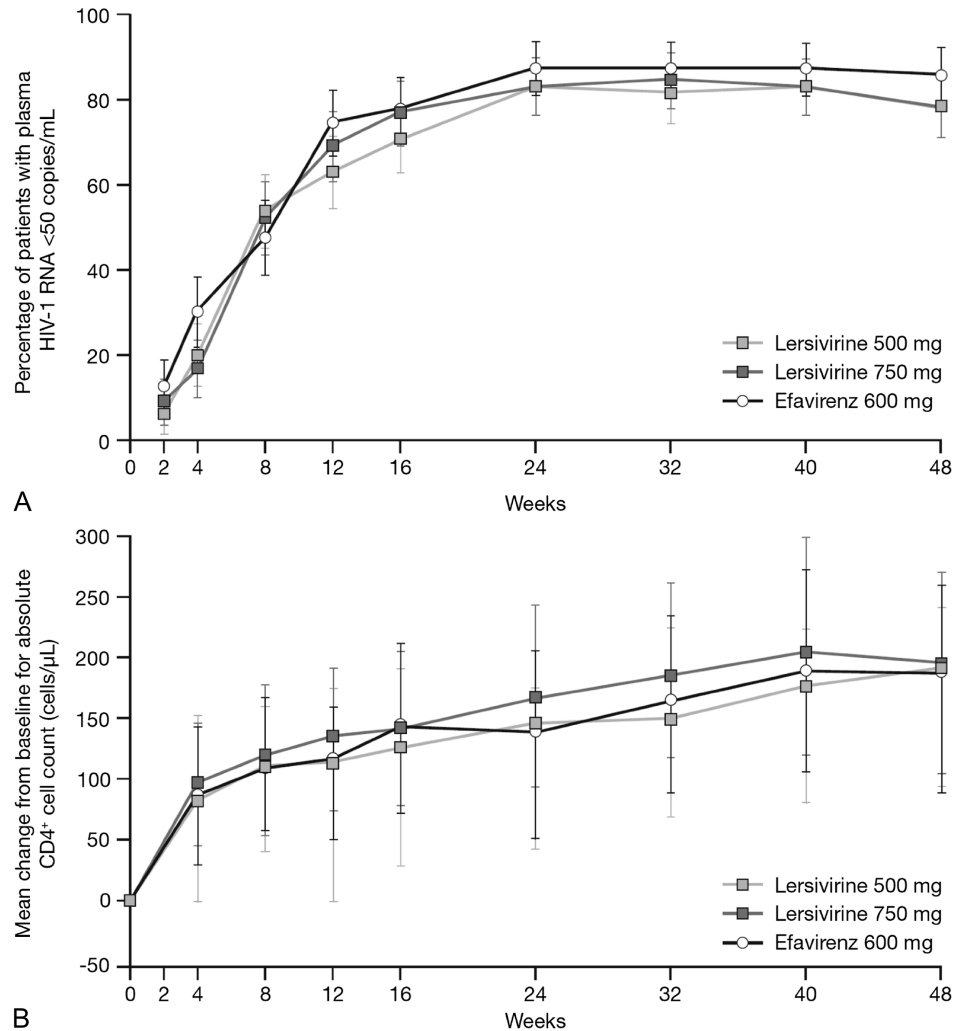 100
80
60
40
20
0
Percentage of patients with plasma
HIV-1 RNA <50 copies/mL
Lersivirine 500 mg
Lersivirine 750 mg
Efavirenz 600 mg
0 2 4 8 12 16 24 32 40 48
Weeks
A
300
250
200
150
100
50
0
-50
Mean change from baseline for absolute
CD4+ cell count (cells/µL)
Lersivirine 500 mg
Lersivirine 750 mg
Efavirenz 600 mg
0 2 4 8 12 16 24 32 40 48
Weeks
B